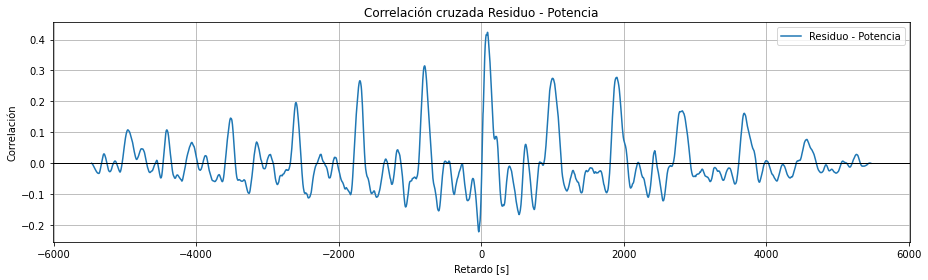 Correlación cruzada Residuo - Potencia
Residuo - Potencia
Correlación
0.4
0.3
0.2
0.1
0.0
−0.1
−0.2
−6000 −4000 −2000 0 2000 4000 6000
Retardo [s]